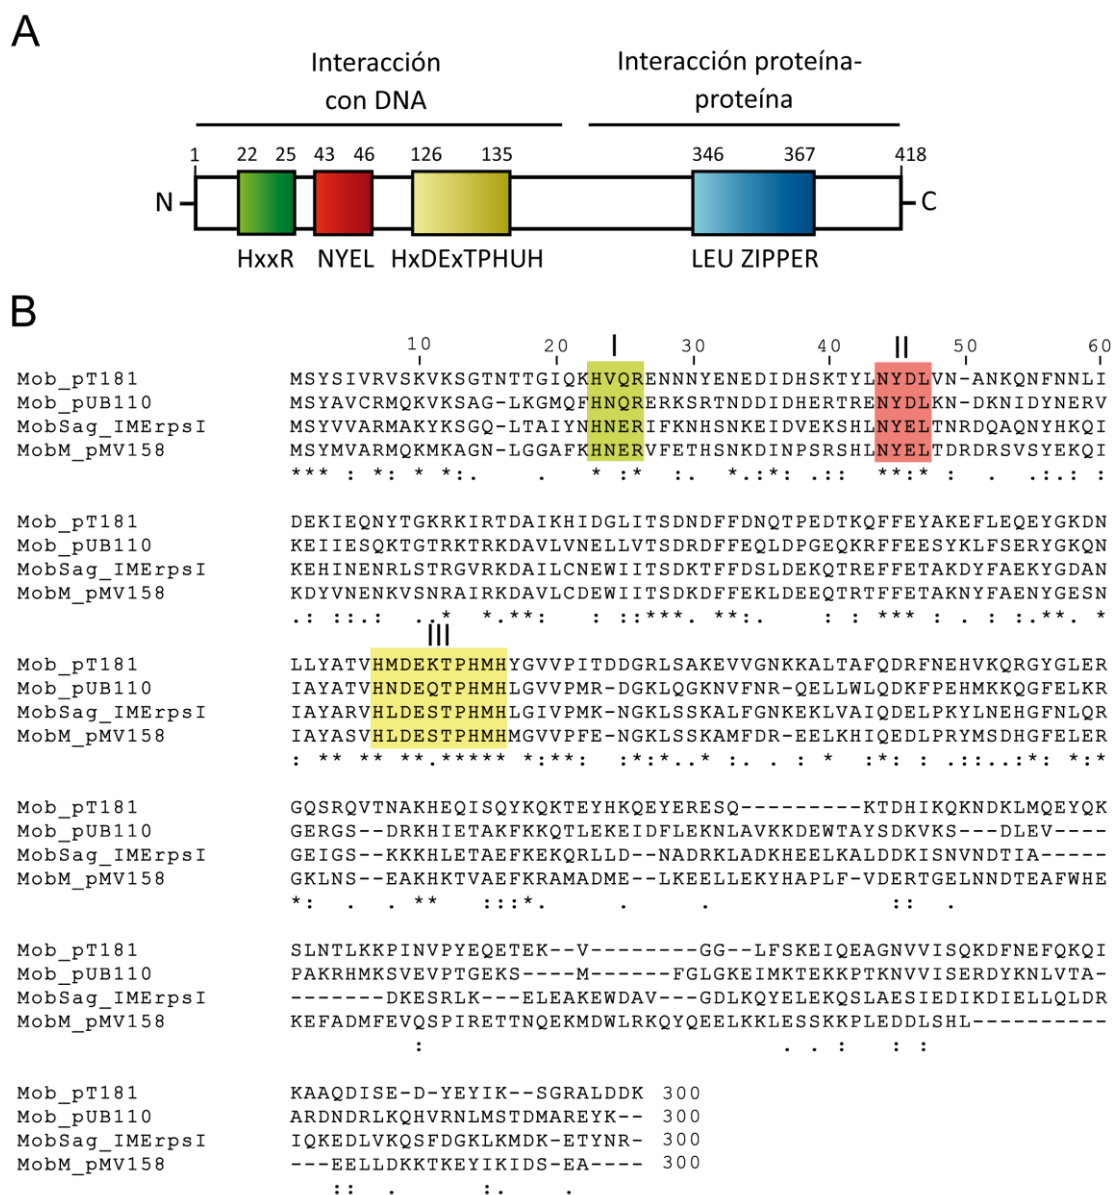 A
Interacción
con DNA
Interacción proteína-
proteína
1 22 25 43 46 126 135 346 367 418
N C
HxxR NYEL HxDExTPHUH LEU ZIPPER
B
I II
10 20 30 40 50 60
Mob_pT181 MSYSIVRVSKVKSGTNTTGIQKHVQRENNNYENEDIDHSKTYLNYDLVN-ANKQNFNNLI
Mob_pUB110 MSYAVCRMQKVKSAG-LKGMQFHNQRERKSRTNDDIDHERTRENYDLKN-DKNIDYNERV
MobSag_IMErpsI MSYVVARMAKYKSGQ-LTAIYNHNERIFKNHSNKEIDVEKSHLNYELTNRDQAQNYHKQI
MobM_pMV158 MSYMVARMQKMKAGN-LGGAFKHNERVFETHSNKDINPSRSHLNYELTDRDRSVSYEKQI
*** : * : *:. . * :* :. *: .:: **:* . .:.: :
Mob_pT181 DEKIEQNYTGKRKIRTDAIKHIDGLITSDNDFFDNQTPEDTKQFFEYAKEFLEQEYGKDN
Mob_pUB110 KEIIESQKTGTRKTRKDAVLVNELLVTSDRDFFEQLDPGEQKRFFEESYKLFSERYGKQN
MobSag_IMErpsI KEHINENRLSTRGVRKDAILCNEWIITSDKTFFDSLDEKQTREFFETAKDYFAEKYGDAN
MobM_pMV158 KDYVNENKVSNRAIRKDAVLCDEWIITSDKDFFEKLDEEQTRTFFETAKNYFAENYGESN
.: :: ..* *.**: : ::*** **:. : : *** : . : : **. *
III
Mob_pT181 LLYATVHMDEKTPHMHYGVVPITDDGRLSAKEVVGNKKALTAFQDRFNEHVKQRGYGLER
Mob_pUB110 IAYATVHNDEQTPHMHLGVVPMR-DGKLQGKNVFNR-QELLWLQDKFPEHMKKQGFELKR
MobSag_IMErpsI IAYARVHLDESTPHMHLGIVPMK-NGKLSSKALFGNKEKLVAIQDELPKYLNEHGFNLQR
MobM_pMV158 IAYASVHLDESTPHMHMGVVPFE-NGKLSSKAMFDR-EELKHIQEDLPRYMSDHGFELER
: ** ** **.***** *:**: :*:*..* :.. : * :*: : .::..:*: *:*
Mob_pT181 GQSRQVTNAKHEQISQYKQKTEYHKQEYERESQ---------KTDHIKQKNDKLMQEYQK
Mob_pUB110 GERGS--DRKHIETAKFKKQTLEKEIDFLEKNLAVKKDEWTAYSDKVKS---DLEV----
MobSag_IMErpsI GEIGS--KKKHLETAEFKEKQRLLD--NADRKLADKHEELKALDDKISNVNDTIA-----
MobM_pMV158 GKLNS--EAKHKTVAEFKRAMADME--LKEELLEKYHAPLF-VDERTGELNNDTEAFWHE
*: . . ** :::*. . . :: .
Mob_pT181 SLNTLKKPINVPYEQETEK--V--------GG--LFSKEIQEAGNVVISQKDFNEFQKQI
Mob_pUB110 PAKRHMKSVEVPTGEKS----M------FGLGKEIMKTEKKPTKNVVISERDYKNLVTA-
MobSag_IMErpsI -------DKESRLK---ELEAKEWDAV---GDLKQYELEKQSLAESIEDIKDIELLQLDR
MobM_pMV158 KEFADMFEVQSPIRETTNQEKMDWLRKQYQEELKKLESSKKPLEDDLSHL----------
: . . : : :
Mob_pT181 KAAQDISE-D-YEYIK--SGRALDDK 300
Mob_pUB110 ARDNDRLKQHVRNLMSTDMAREYK-- 300
MobSag_IMErpsI IQKEDLVKQSFDGKLKMDK-ETYNR- 300
MobM_pMV158 ---EELLDKKTKEYIKIDS-EA---- 300
:: . :. .